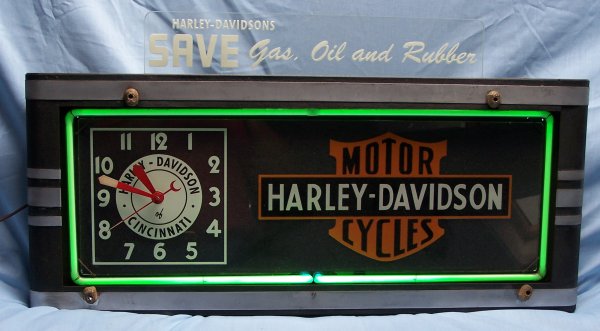 HARLEY-DAVIDSONS
SAVE Gas, Oil and Rubber
12
11 1
10 2
9 3
8 4
7 6 5
HARLEY-DAVIDSON
of
CINCINNATI
MOTOR
HARLEY-DAVIDSON
CYCLES